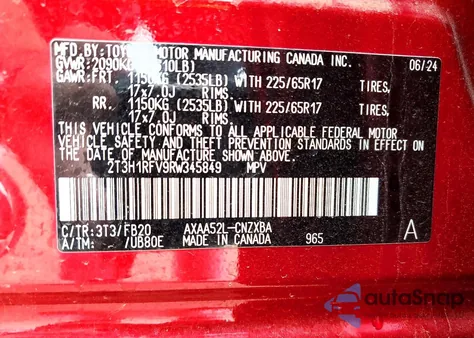 MFD.BY:TOYOTA MOTOR MANUFACTURING CANADA INC.
GVWR:2090KG 06/24
GAWR:FRT. 1150KG (2535LB) WITH 225/65R17 TIRES,
17x7.0J RIMS.
RR. 1150KG (2535LB) WITH 225/65R17 TIRES,
17x7.0J RIMS.
THIS VEHICLE CONFORMS TO ALL APPLICABLE FEDERAL MOTOR
VEHICLE SAFETY AND THEFT PREVENTION STANDARDS IN EFFECT ON
THE DATE OF MANUFACTURE SHOWN ABOVE.
2T3H1RFV9RW345849 MPV
C/TR:3T3/FB20 AXAA52L-CNZXBA
A/TM: /UB80E MADE IN CANADA 965 A
autoSnap